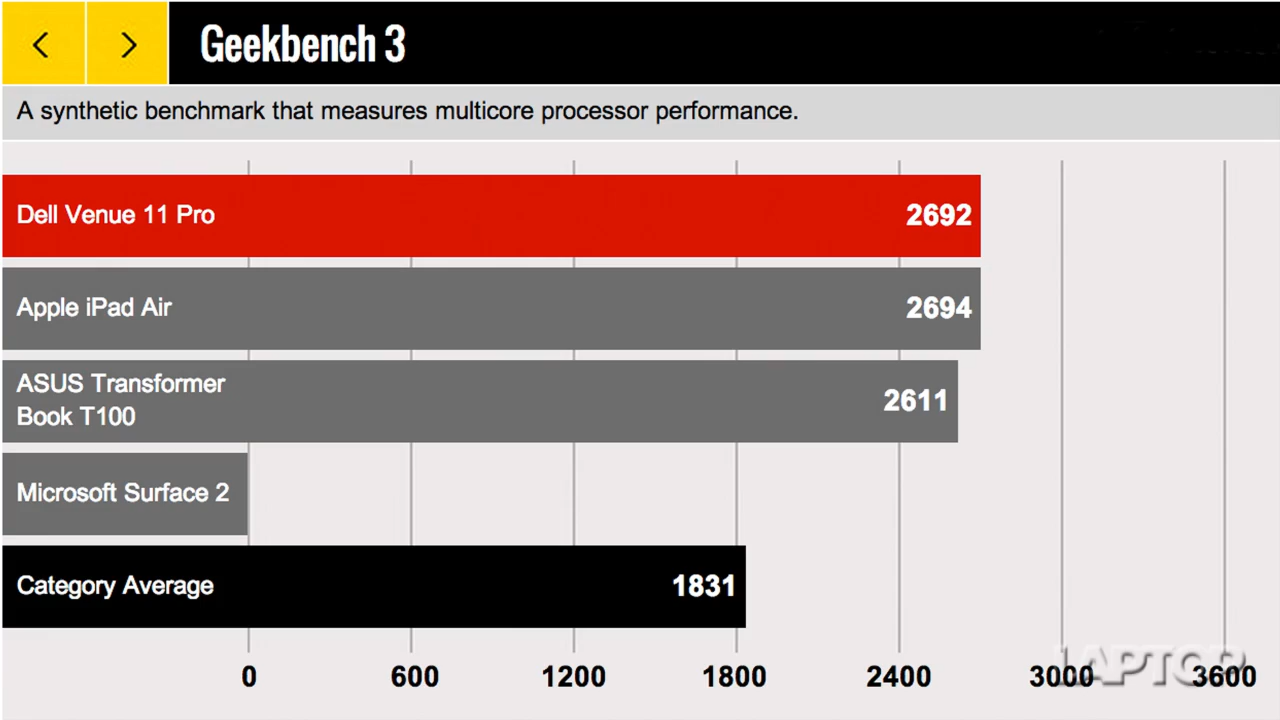 Geekbench 3
A synthetic benchmark that measures multicore processor performance.
Dell Venue 11 Pro 2692
Apple iPad Air 2694
ASUS Transformer
Book T100 2611
Microsoft Surface 2
Category Average 1831
0 600 1200 1800 2400 3000 3600
LAPTOP